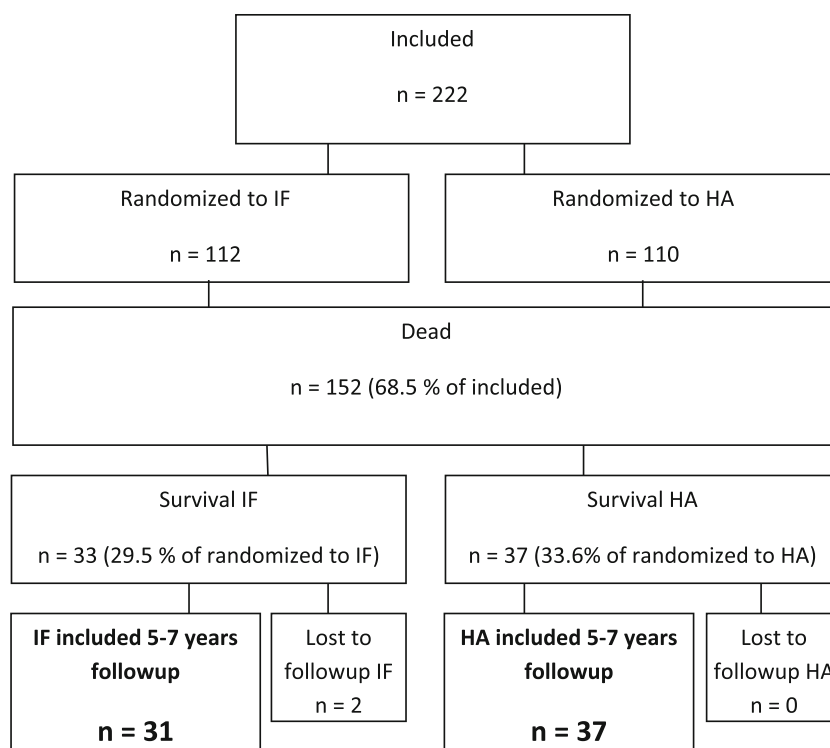 Included
n = 222
Randomized to IF
n = 112
Randomized to HA
n = 110
Dead
n = 152 (68.5 % of included)
Survival IF
n = 33 (29.5 % of randomized to IF)
Survival HA
n = 37 (33.6% of randomized to HA)
IF included 5-7 years
followup
n = 31
Lost to
followup IF
n = 2
HA included 5-7 years
followup
n = 37
Lost to
followup HA
n = 0